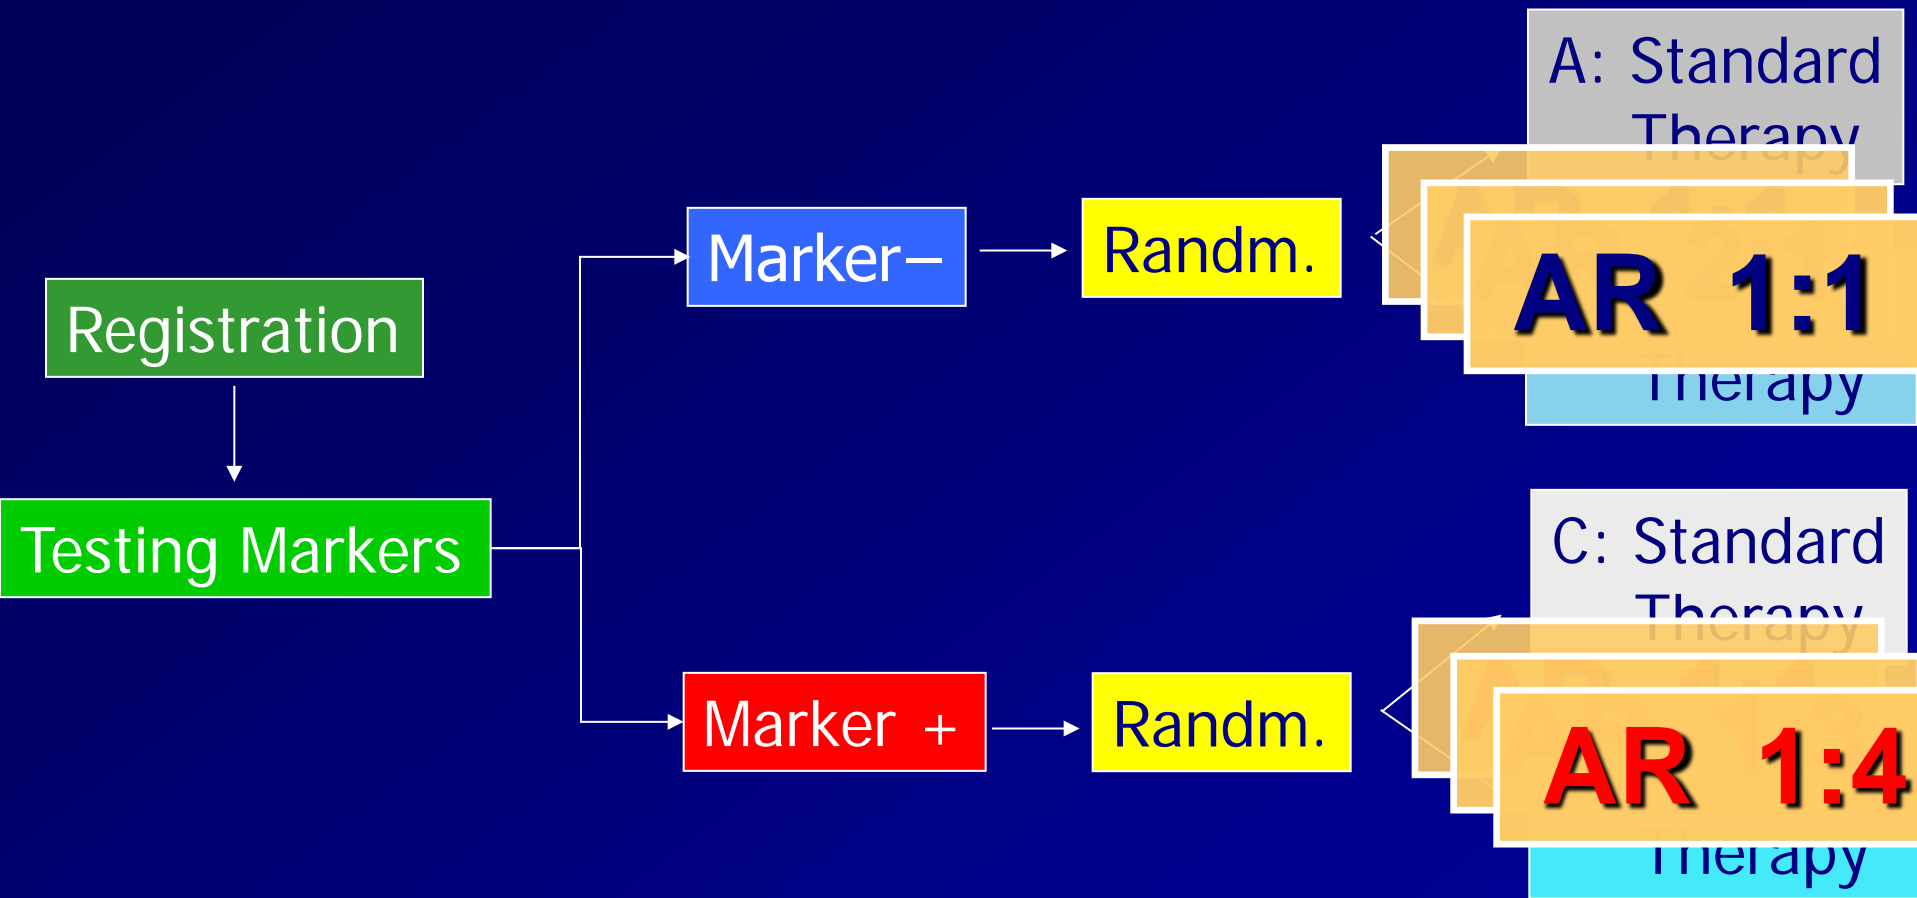 A: Standard
Therapy
Marker–
Randm.
AR 1:1
Registration
Therapy
Testing Markers
C: Standard
Therapy
Marker +
Randm.
AR 1:4
Therapy